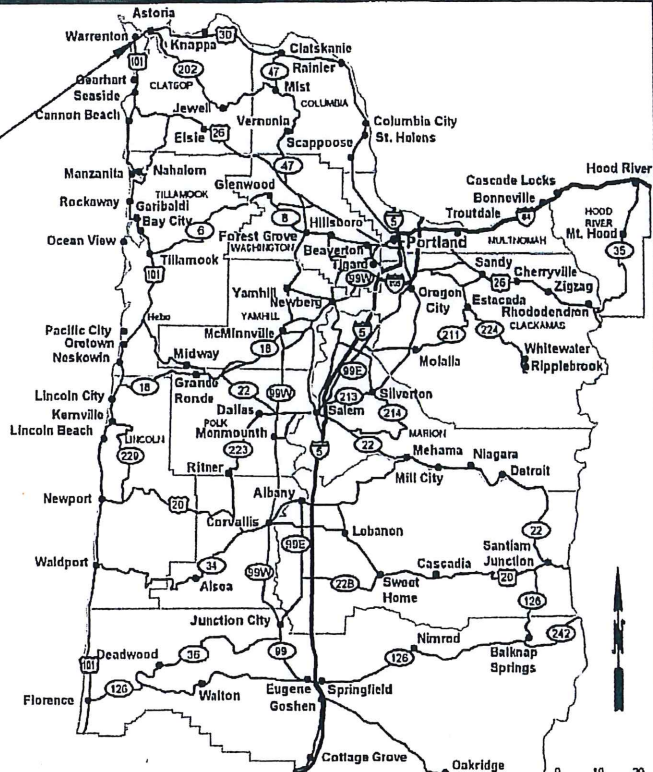 Astoria
Warrenton
Knappa 30
Clatskanie
101
202
47 Rainier
Gearhart
CLATSOP
Mist
Seaside
COLUMBIA
Jewell
Vernonia
Columbia City
Cannon Beach
Elsie 26
Scappoose
St. Helens
47
Manzanita
Nehalem
Glenwood
Cascade Locks
Hood River
TILLAMOOK
Bonneville
Rockaway
Garibaldi
8 Hillsboro
5
Troutdale
84
HOOD
RIVER
Bay City
6
Forest Grove
Portland
MULTNOMAH
Mt. Hood
Ocean View
WASHINGTON
Beaverton
35
Tillamook
Tigard
Sandy
101
99W
26 Cherryville
Yamhill
Oregon
City
Estacada
Zigzag
Newberg
Rhododendron
Hebo
YAMHILL
5
CLACKAMAS
Pacific City
McMinnville
211
224
Oretown
18
Whitewater
Neskowin
Midway
99E
Molalla
Ripplebrook
18
Grande
Ronde
99W
213
Silverton
Lincoln City
22
214
Kernville
Dallas
Salem
Lincoln Beach
POLK
MARION
LINCOLN
Monmouth
22
229
223
5
Mehama
Niagara
Ritner
Mill City
Detroit
Albany
Newport
20
22
Corvallis
Lebanon
99E
Santiam
Junction
34
Cascadia
Waldport
99W
20
Alsea
228
Sweet
Home
126
Junction City
242
Nimrod
Deadwood
36
Belknap
Springs
101
99
126
126
Walton
Eugene
Springfield
Florence
Goshen
N
Cottage Grove
Oakridge
0 10 20